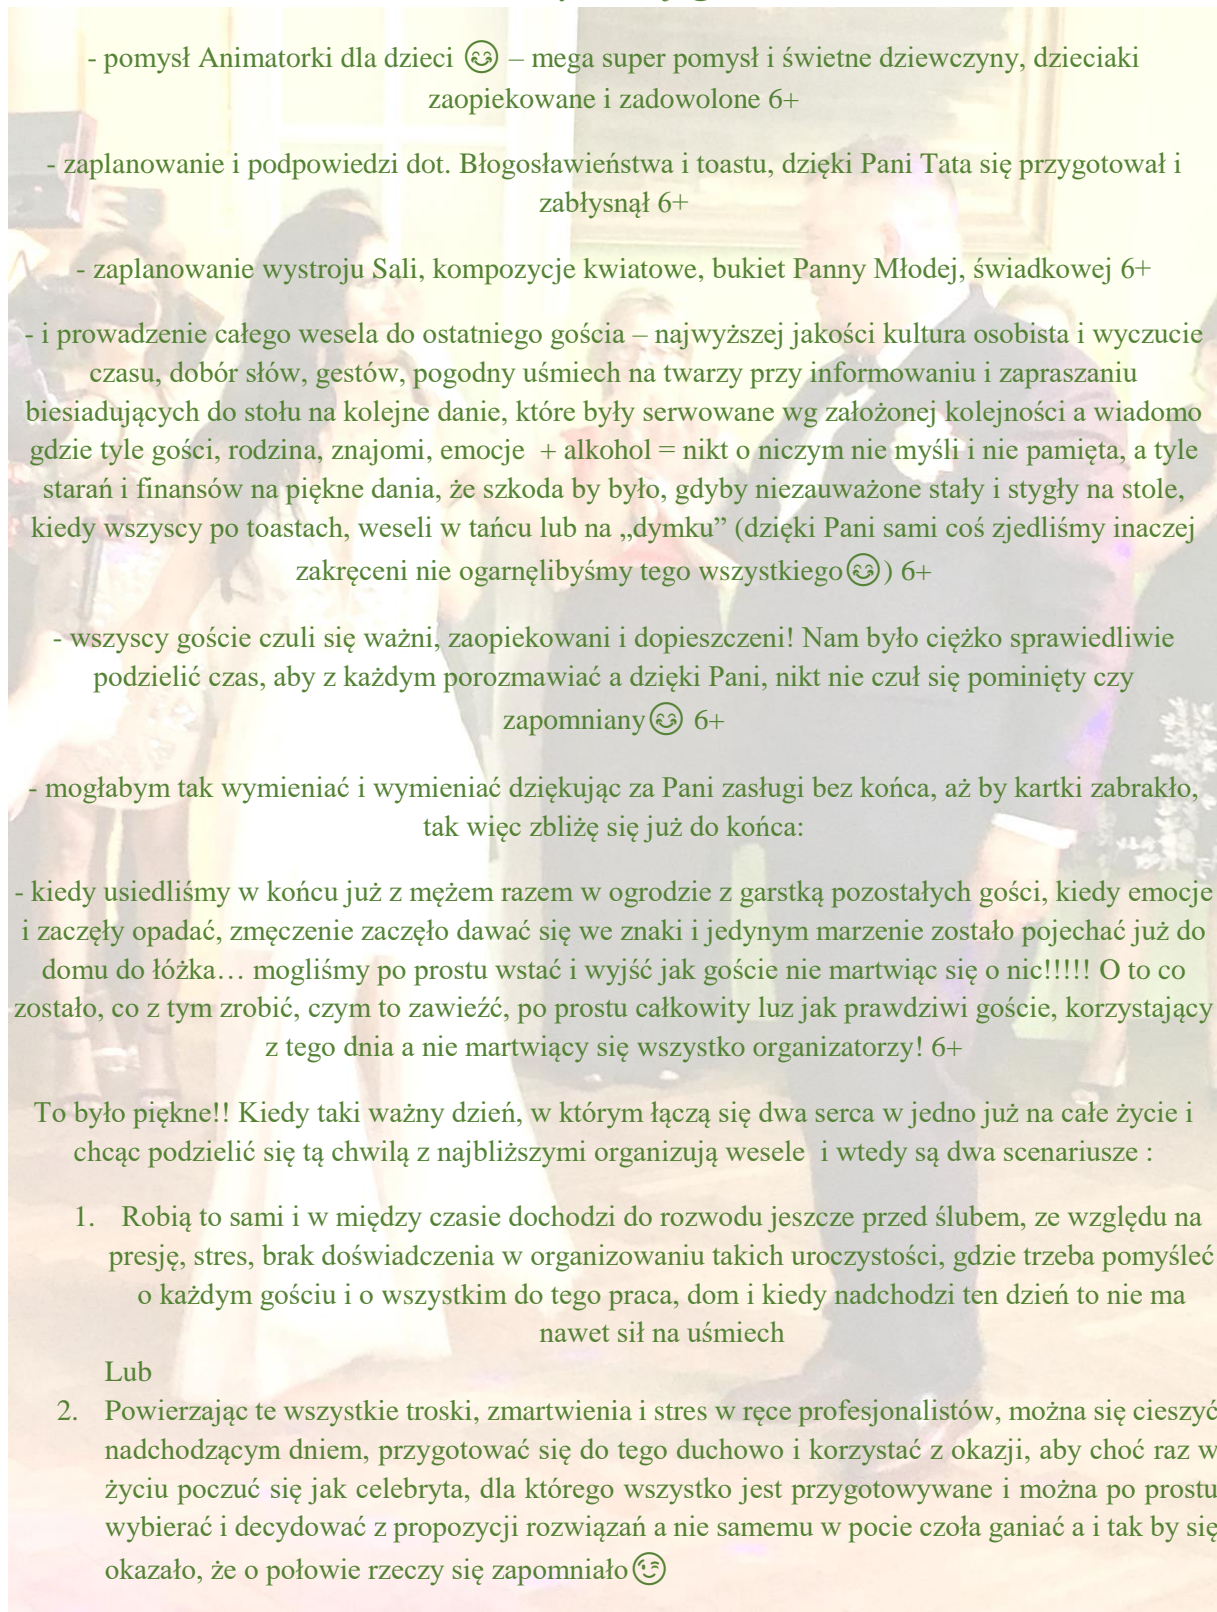 - pomysł Animatorki dla dzieci 😊 – mega super pomysł i świetne dziewczyny, dzieciaki
zaopiekowane i zadowolone 6+
- zaplanowanie i podpowiedzi dot. Błogosławieństwa i toastu, dzięki Pani Tata się przygotował i
zabłysnął 6+
- zaplanowanie wystroju Sali, kompozycje kwiatowe, bukiet Panny Młodej, świadkowej 6+
- i prowadzenie całego wesela do ostatniego gościa – najwyższej jakości kultura osobista i wyczucie
czasu, dobór słów, gestów, pogodny uśmiech na twarzy przy informowaniu i zapraszaniu
biesiadujących do stołu na kolejne danie, które były serwowane wg założonej kolejności a wiadomo
gdzie tyle gości, rodzina, znajomi, emocje + alkohol = nikt o niczym nie myśli i nie pamięta, a tyle
starań i finansów na piękne dania, że szkoda by było, gdyby niezauważone stały i stygły na stole,
kiedy wszyscy po toastach, weseli w tańcu lub na „dymku” (dzięki Pani sami coś zjedliśmy inaczej
zakręceni nie ogarnęlibyśmy tego wszystkiego😊) 6+
- wszyscy goście czuli się ważni, zaopiekowani i dopieszczeni! Nam było ciężko sprawiedliwie
podzielić czas, aby z każdym porozmawiać a dzięki Pani, nikt nie czuł się pominięty czy
zapomniany😊 6+
- mogłabym tak wymieniać i wymieniać dziękując za Pani zasługi bez końca, aż by kartki zabrakło,
tak więc zbliżę się już do końca:
- kiedy usiedliśmy w końcu już z mężem razem w ogrodzie z garstką pozostałych gości, kiedy emocje
i zaczęły opadać, zmęczenie zaczęło dawać się we znaki i jedynym marzenie zostało pojechać już do
domu do łóżka… mogliśmy po prostu wstać i wyjść jak goście nie martwiąc się o nic!!!!! O to co
zostało, co z tym zrobić, czym to zawieźć, po prostu całkowity luz jak prawdziwi goście, korzystający
z tego dnia a nie martwiący się wszystko organizatorzy! 6+
To było piękne!! Kiedy taki ważny dzień, w którym łączą się dwa serca w jedno już na całe życie i
chcąc podzielić się tą chwilą z najbliższymi organizują wesele i wtedy są dwa scenariusze :
1. Robią to sami i w między czasie dochodzi do rozwodu jeszcze przed ślubem, ze względu na
presję, stres, brak doświadczenia w organizowaniu takich uroczystości, gdzie trzeba pomyśleć
o każdym gościu i o wszystkim do tego praca, dom i kiedy nadchodzi ten dzień to nie ma
nawet sił na uśmiech
Lub
2. Powierzając te wszystkie troski, zmartwienia i stres w ręce profesjonalistów, można się cieszyć
nadchodzącym dniem, przygotować się do tego duchowo i korzystać z okazji, aby choć raz w
życiu poczuć się jak celebryta, dla którego wszystko jest przygotowywane i można po prostu
wybierać i decydować z propozycji rozwiązań a nie samemu w pocie czoła ganiać a i tak by się
okazało, że o połowie rzeczy się zapomniało😉